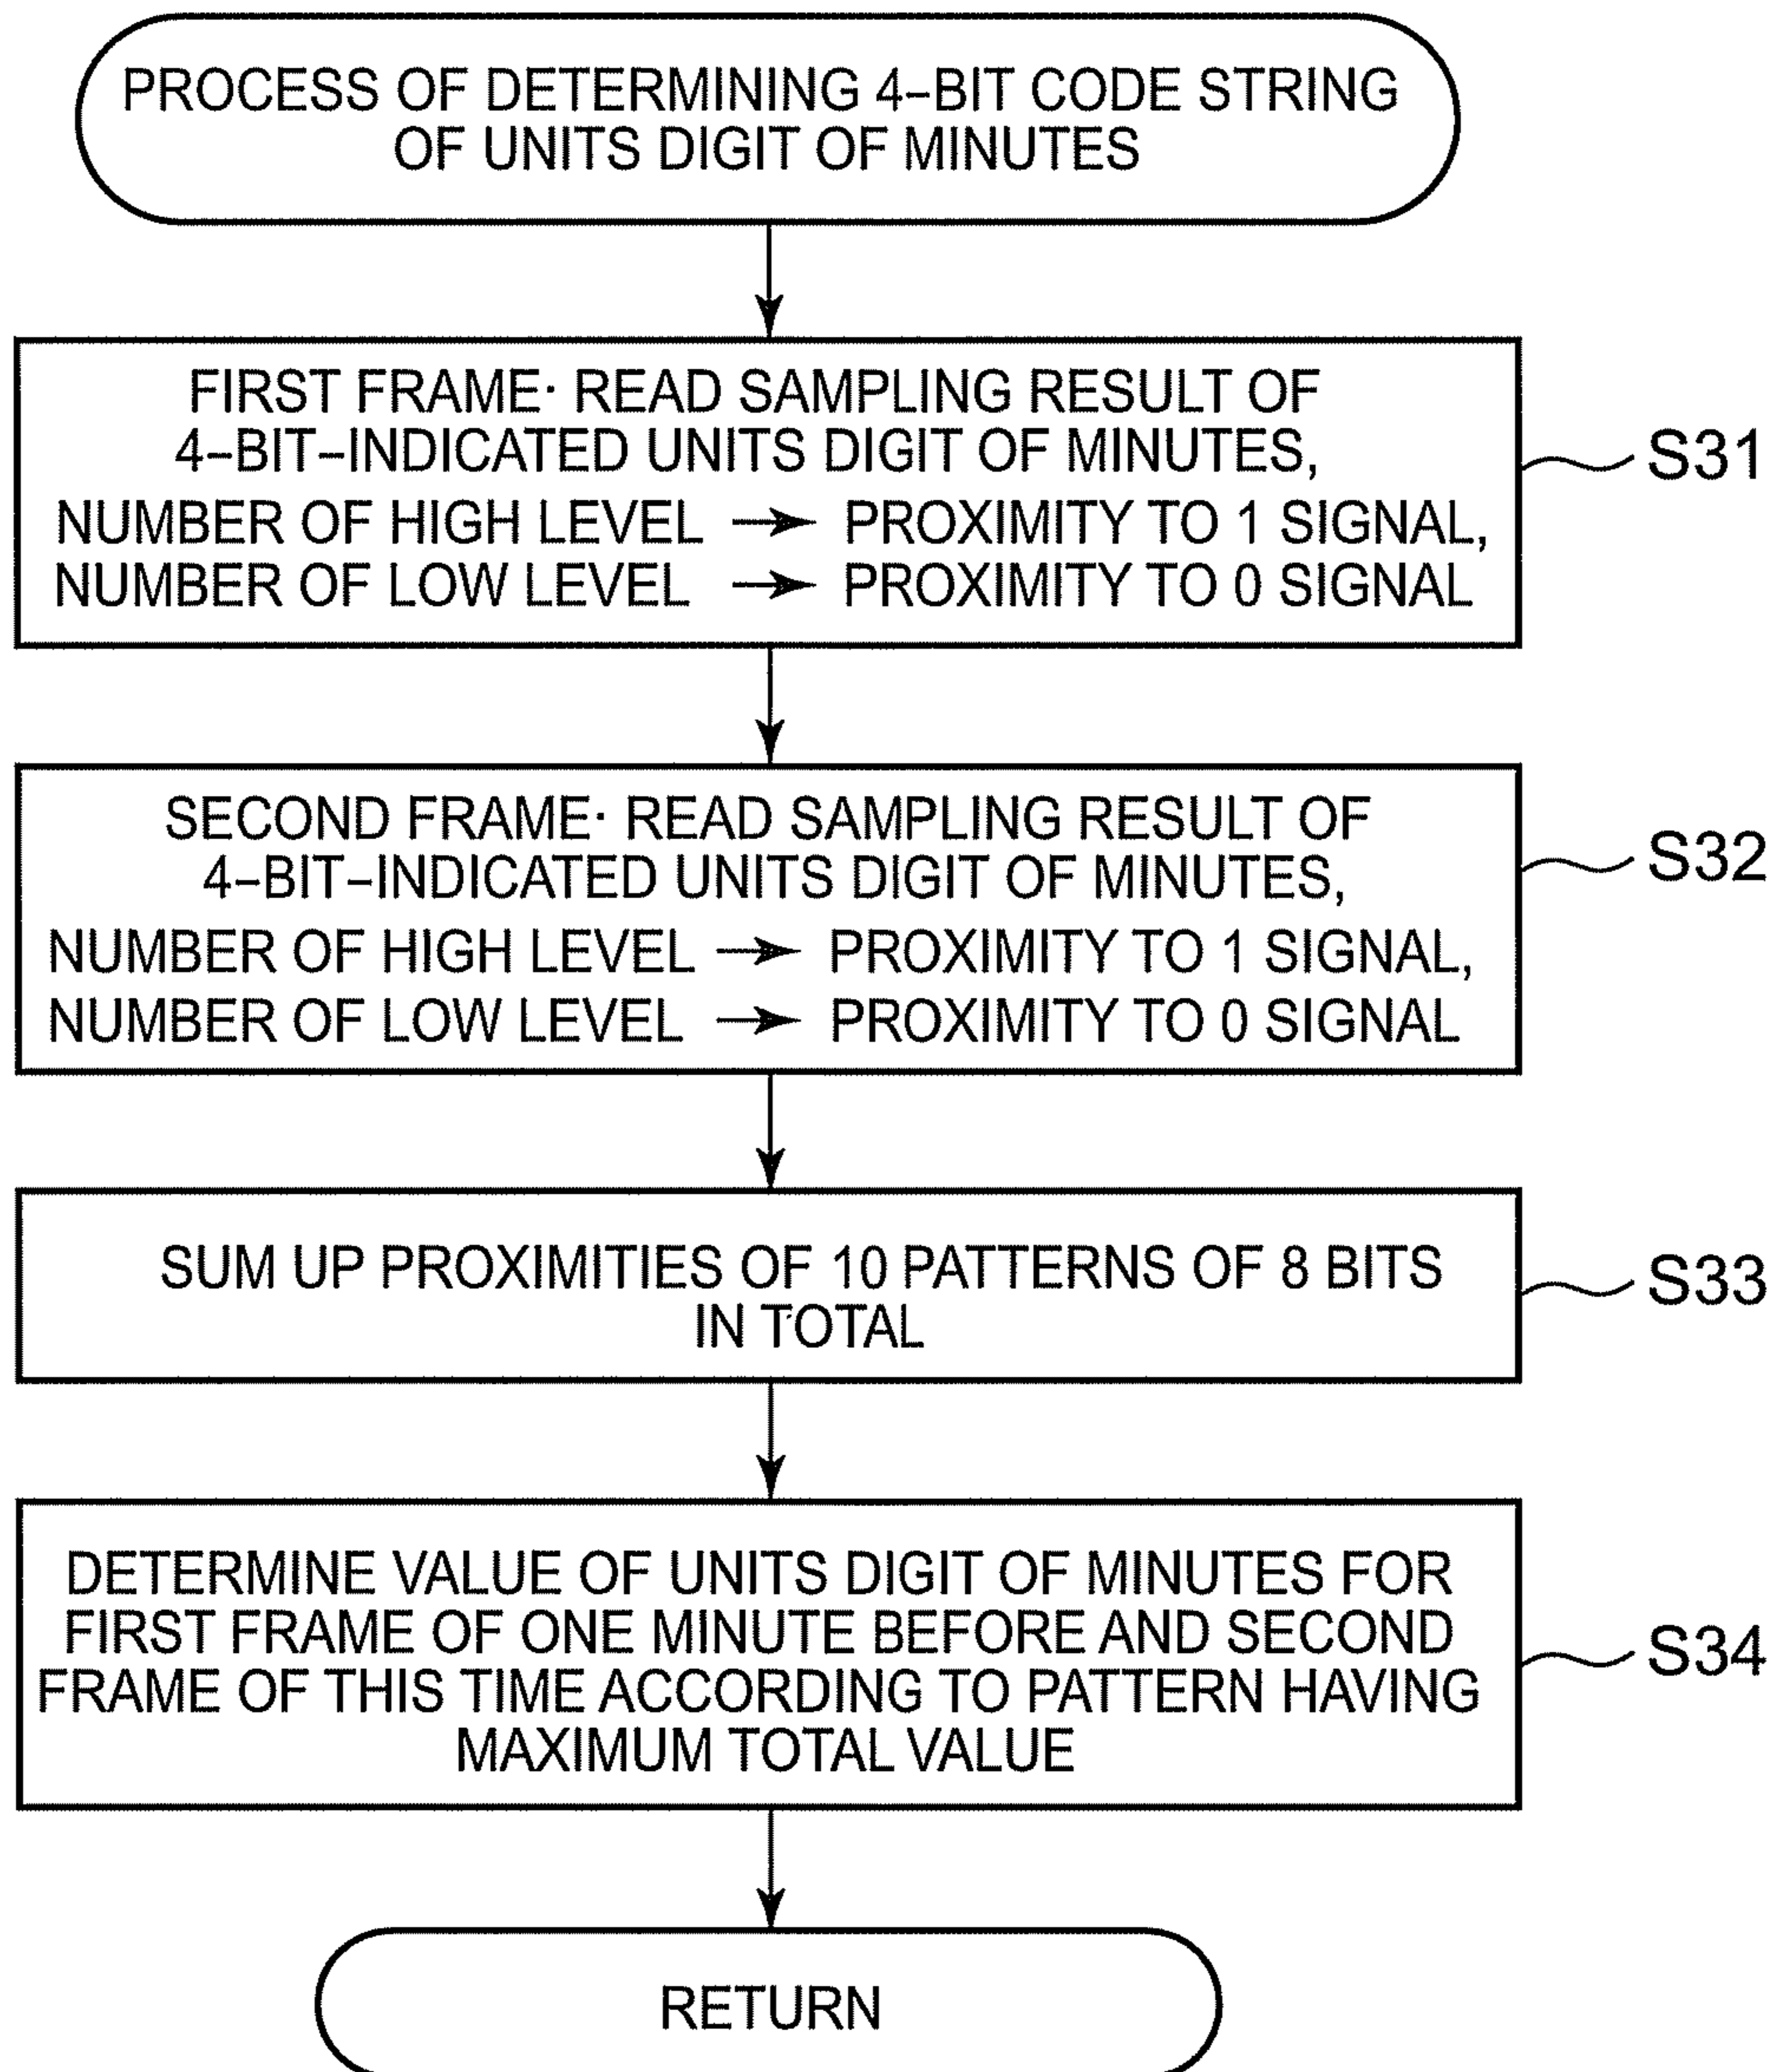 PROCESS OF DETERMINING 4-BIT CODE STRING
OF UNITS DIGIT OF MINUTES
FIRST FRAME· READ SAMPLING RESULT OF
4-BIT-INDICATED UNITS DIGIT OF MINUTES,
NUMBER OF HIGH LEVEL → PROXIMITY TO 1 SIGNAL,
NUMBER OF LOW LEVEL → PROXIMITY TO 0 SIGNAL
S31
SECOND FRAME· READ SAMPLING RESULT OF
4-BIT-INDICATED UNITS DIGIT OF MINUTES,
NUMBER OF HIGH LEVEL → PROXIMITY TO 1 SIGNAL,
NUMBER OF LOW LEVEL → PROXIMITY TO 0 SIGNAL
S32
SUM UP PROXIMITIES OF 10 PATTERNS OF 8 BITS
IN TOTAL
S33
DETERMINE VALUE OF UNITS DIGIT OF MINUTES FOR
FIRST FRAME OF ONE MINUTE BEFORE AND SECOND
FRAME OF THIS TIME ACCORDING TO PATTERN HAVING
MAXIMUM TOTAL VALUE
S34
RETURN